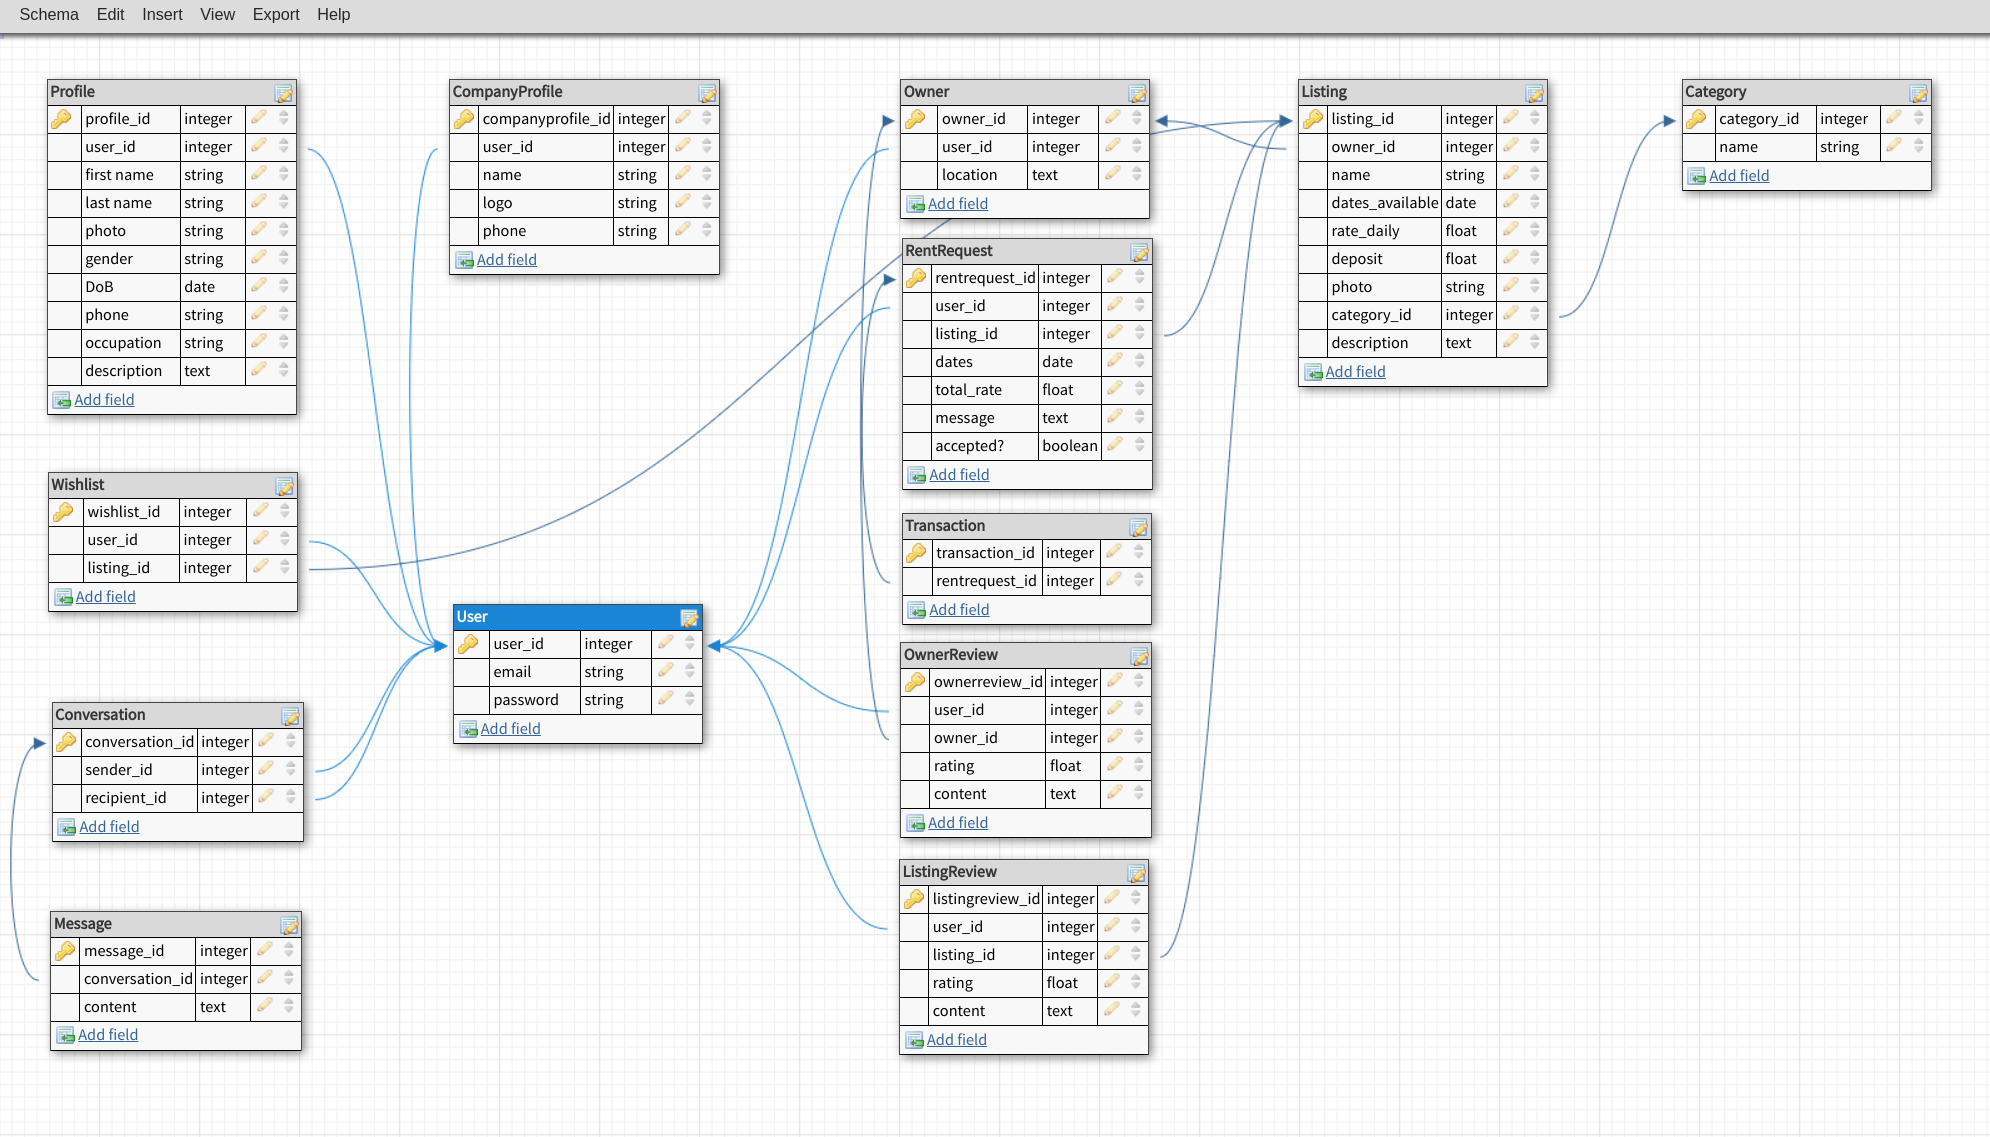 Schema Edit Insert View Export Help
Profile
profile_id integer
user_id integer
first name string
last name string
photo string
gender string
DoB date
phone string
occupation string
description text
Add field
CompanyProfile
companyprofile_id integer
user_id integer
name string
logo string
phone string
Add field
Owner
owner_id integer
user_id integer
location text
Add field
Listing
listing_id integer
owner_id integer
name string
dates_available date
rate_daily float
deposit float
photo string
category_id integer
description text
Add field
Category
category_id integer
name string
Add field
RentRequest
rentrequest_id integer
user_id integer
listing_id integer
dates date
total_rate float
message text
accepted? boolean
Add field
Wishlist
wishlist_id integer
user_id integer
listing_id integer
Add field
Transaction
transaction_id integer
rentrequest_id integer
Add field
User
user_id integer
email string
password string
Add field
OwnerReview
ownerreview_id integer
user_id integer
owner_id integer
rating float
content text
Add field
Conversation
conversation_id integer
sender_id integer
recipient_id integer
Add field
ListingReview
listingreview_id integer
user_id integer
listing_id integer
rating float
content text
Add field
Message
message_id integer
conversation_id integer
content text
Add field